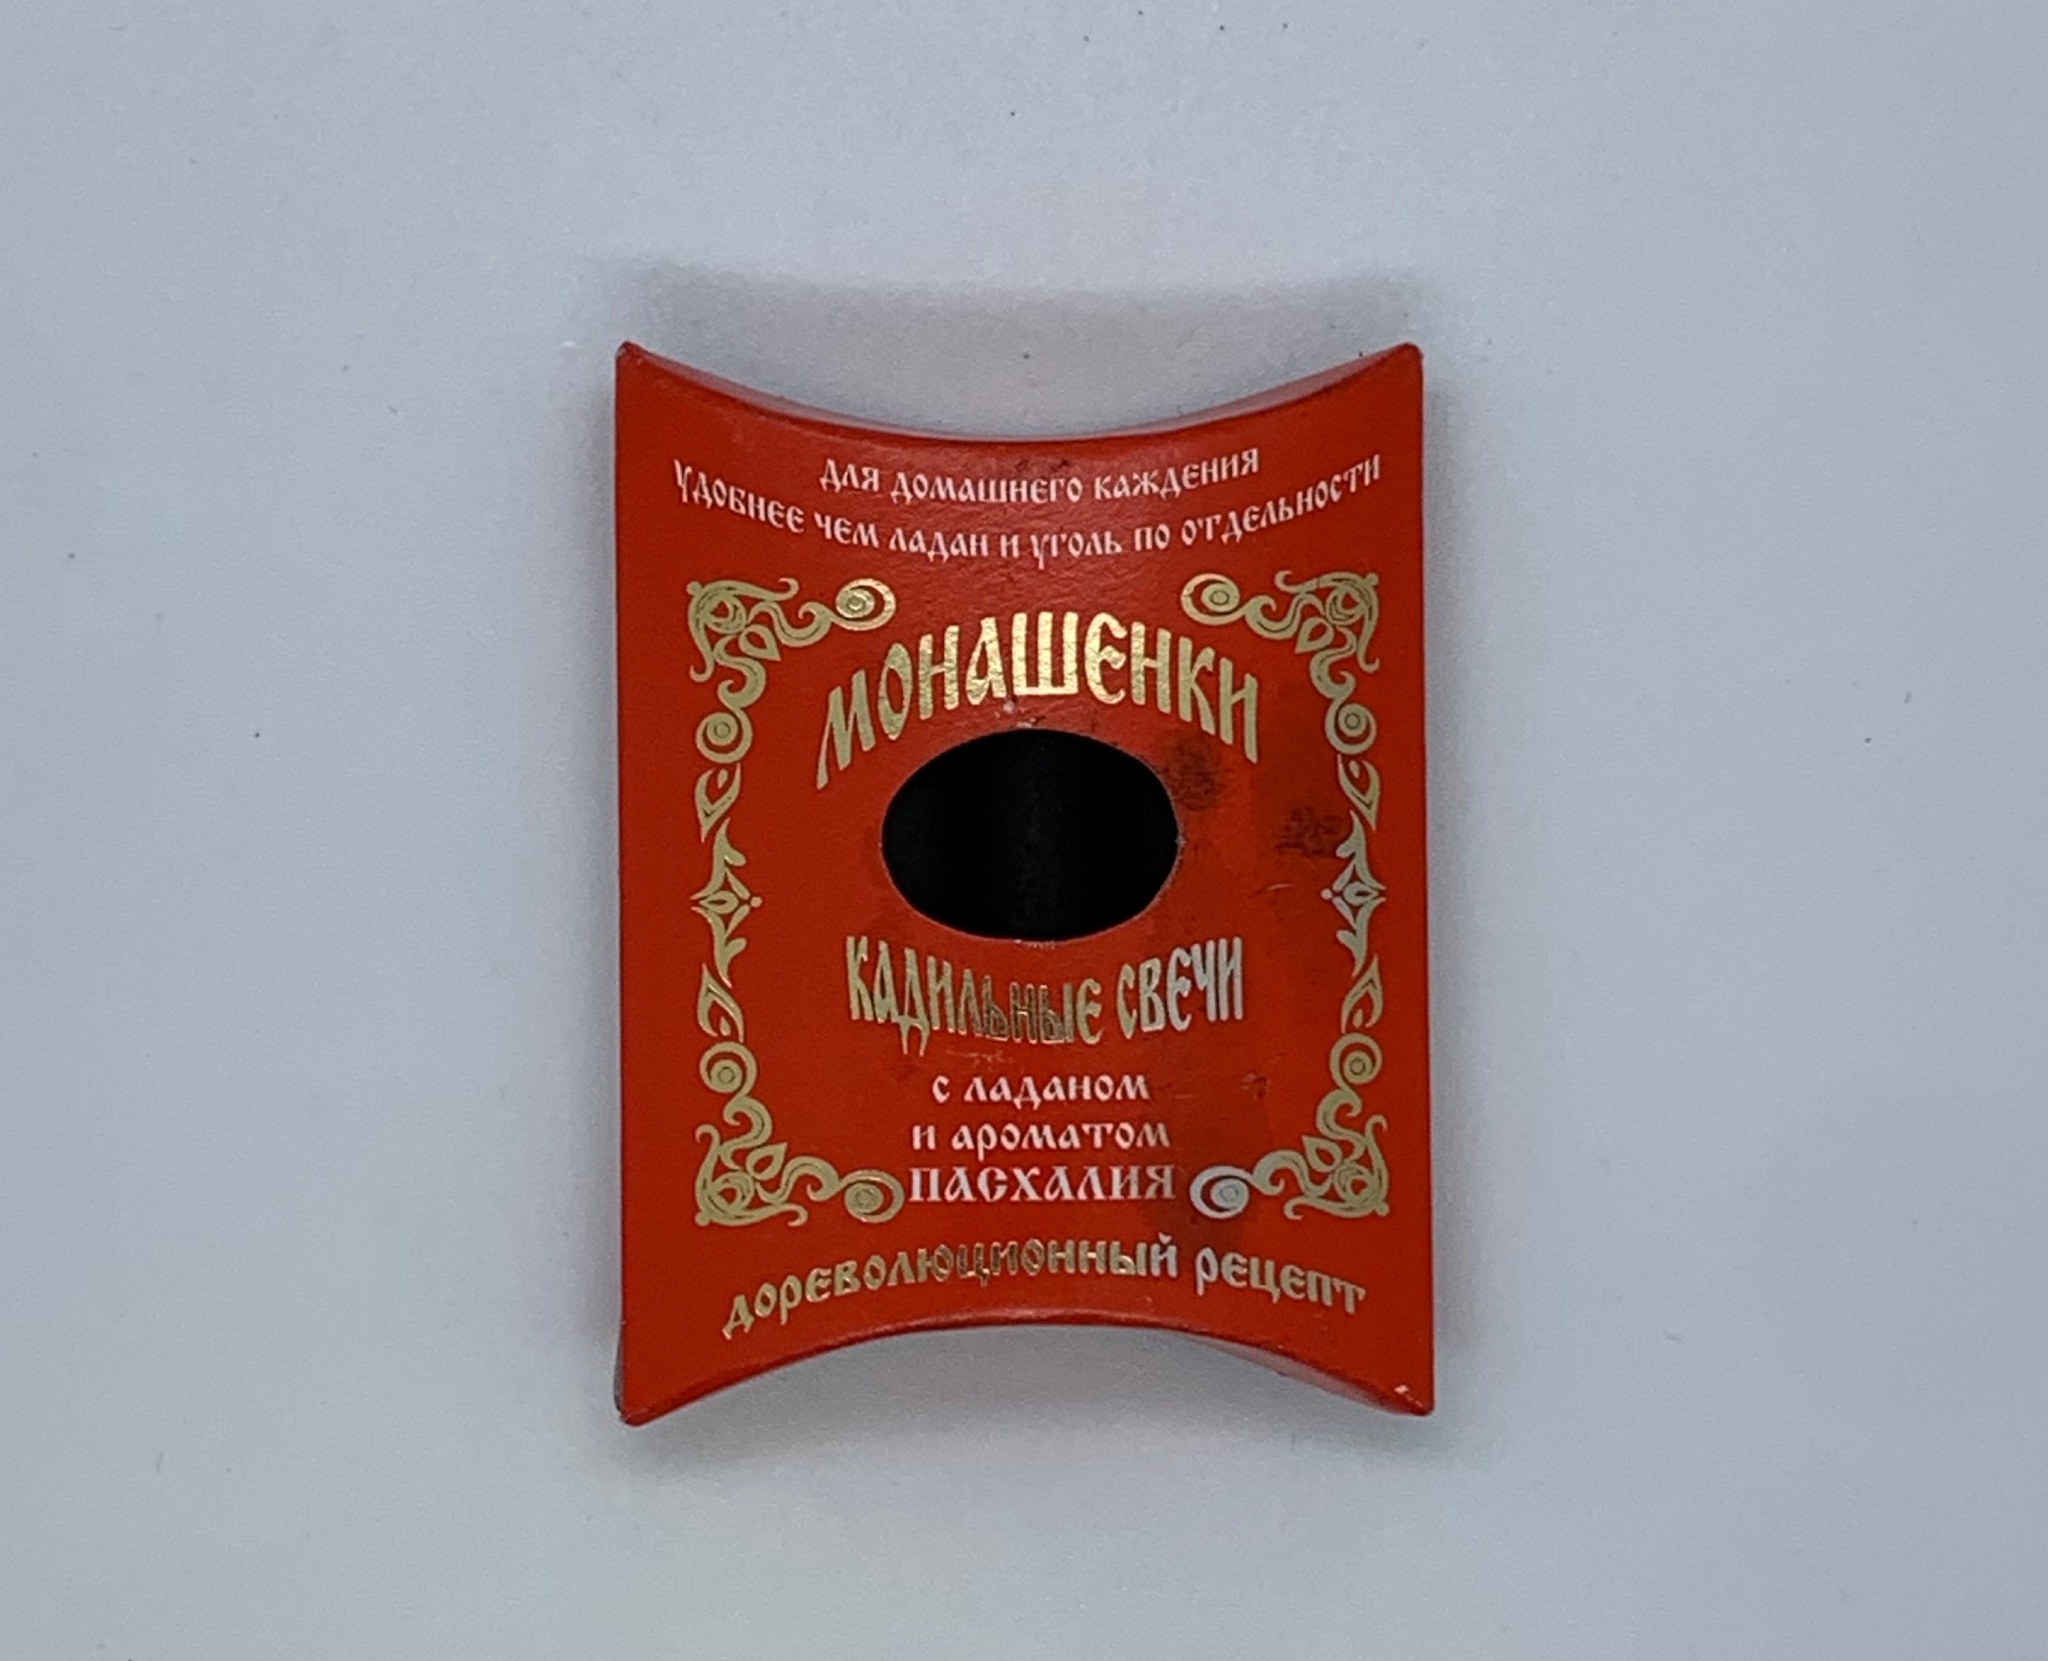 для домашнего каждения
удобнее чем ладан и уголь по отдельности
монашенки
кадильные свечи
с ладаном
и ароматом
ПАСХАЛИЯ
дореволюционный рецепт